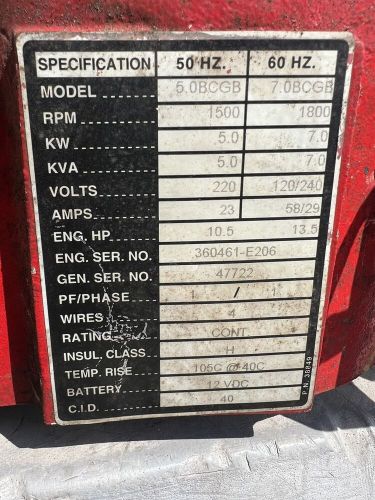 SPECIFICATION 50 HZ. 60 HZ.
MODEL 5.0BCGB 7.0BCGB
RPM 1500 1800
KW 5.0 7.0
KVA 5.0 7.0
VOLTS 220 120/240
AMPS 23 58/29
ENG. HP 10.5 13.5
ENG. SER. NO. 360461-E206
GEN. SER. NO. 47722
PF/PHASE 1 / 1
WIRES 4
RATING CONT
INSUL, CLASS H
TEMP. RISE 105C @ 40C
BATTERY 12 VDC
C.I.D. 40
P.N. 38849